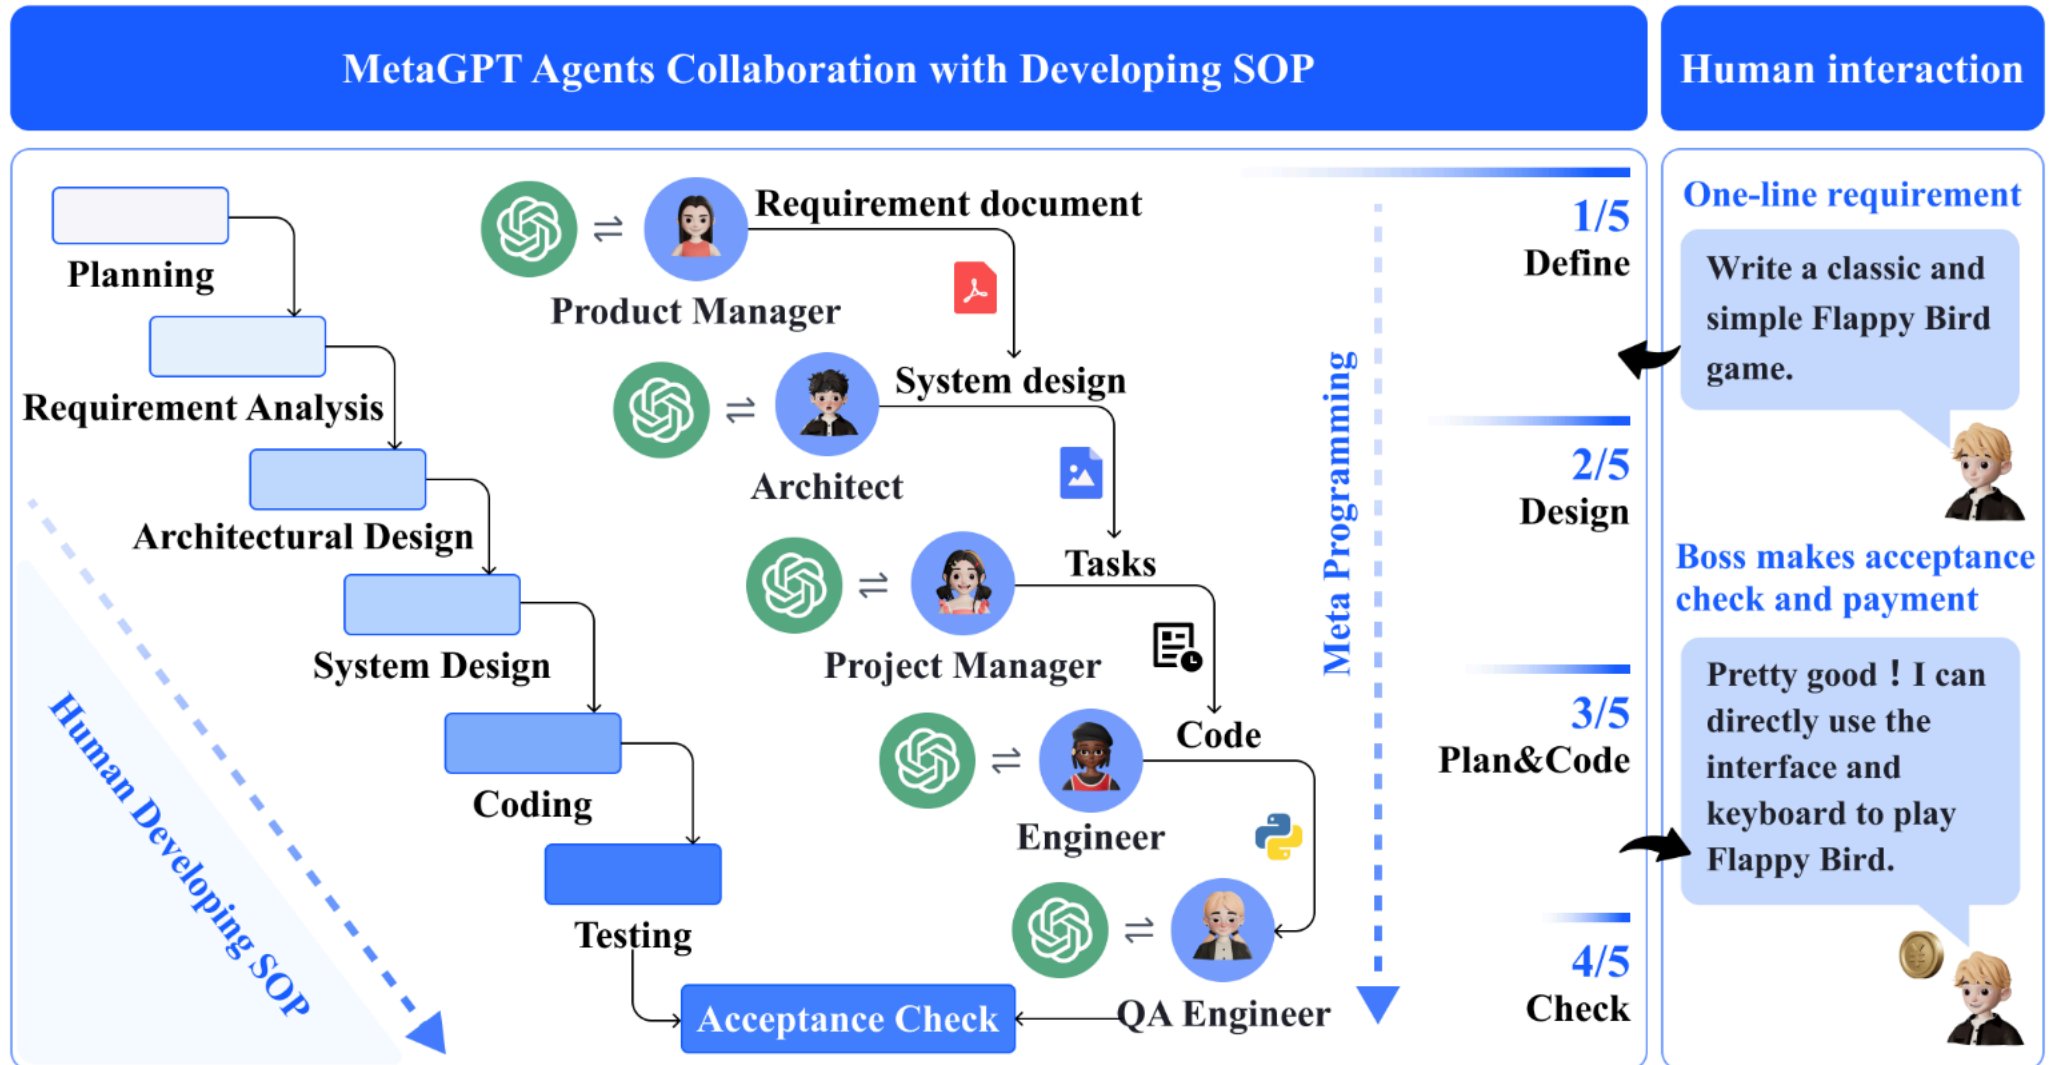 MetaGPT Agents Collaboration with Developing SOP
Human interaction
Planning
Requirement Analysis
Architectural Design
System Design
Coding
Testing
Human Developing SOP
Requirement document
Product Manager
System design
Architect
Tasks
Project Manager
Code
Engineer
QA Engineer
Acceptance Check
Meta Programming
1/5
Define
2/5
Design
3/5
Plan&Code
4/5
Check
One-line requirement
Write a classic and
simple Flappy Bird
game.
Boss makes acceptance
check and payment
Pretty good！I can
directly use the
interface and
keyboard to play
Flappy Bird.